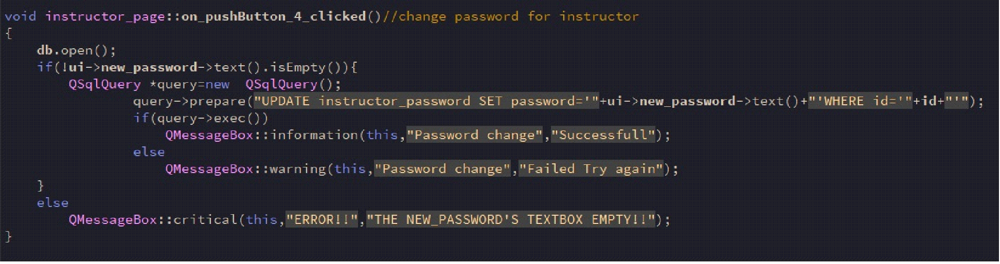 void instructor_page::on_pushButton_4_clicked()//change password for instructor
{
    db.open();
    if(!ui->new_password->text().isEmpty()){
        QSqlQuery *query=new  QSqlQuery();
                query->prepare("UPDATE instructor_password SET password='"+ui->new_password->text()+"'WHERE id='"+id+"'");
                if(query->exec())
                    QMessageBox::information(this,"Password change","Successfull");
                else
                    QMessageBox::warning(this,"Password change","Failed Try again");
    }
    else
        QMessageBox::critical(this,"ERROR!!","THE NEW_PASSWORD'S TEXTBOX EMPTY!!");
}